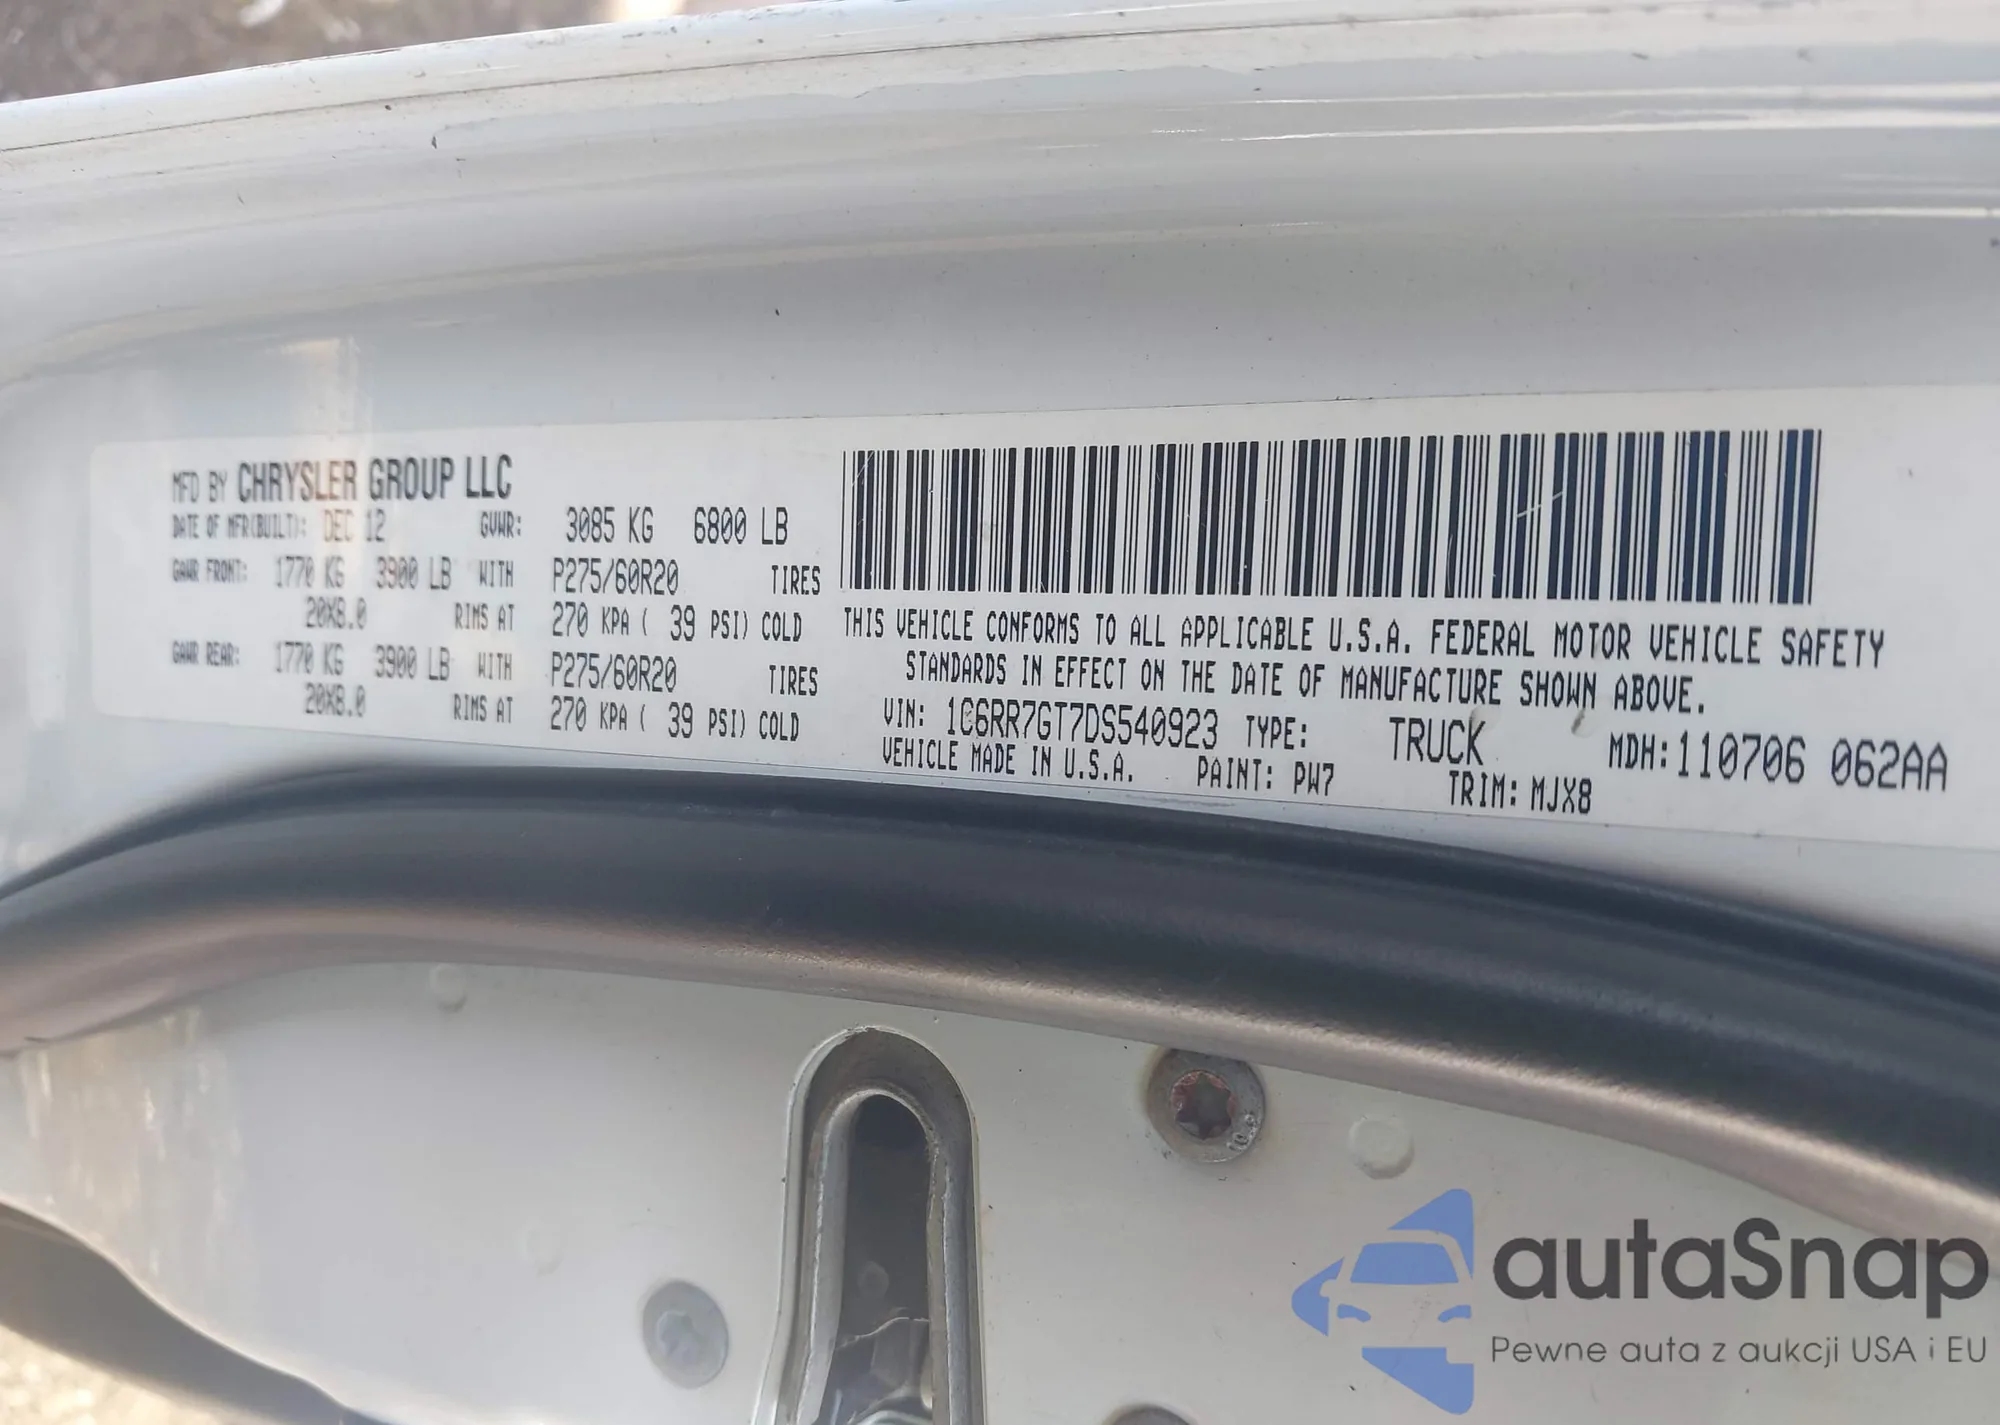 MFD BY CHRYSLER GROUP LLC
DATE OF MFR(BUILT): DEC 12 GVWR: 3085 KG 6800 LB
GAWR FRONT: 1770 KG 3900 LB WITH P275/60R20 TIRES
20X8.0 RIMS AT 270 KPA ( 39 PSI) COLD
GAWR REAR: 1770 KG 3900 LB WITH P275/60R20 TIRES
20X8.0 RIMS AT 270 KPA ( 39 PSI) COLD
THIS VEHICLE CONFORMS TO ALL APPLICABLE U.S.A. FEDERAL MOTOR VEHICLE SAFETY
STANDARDS IN EFFECT ON THE DATE OF MANUFACTURE SHOWN ABOVE.
VIN: 1C6RR7GT7DS540923 TYPE: TRUCK MDH:110706 062AA
VEHICLE MADE IN U.S.A. PAINT: PW7 TRIM: MJX8
autaSnap
Pewne auta z aukcji USA i EU